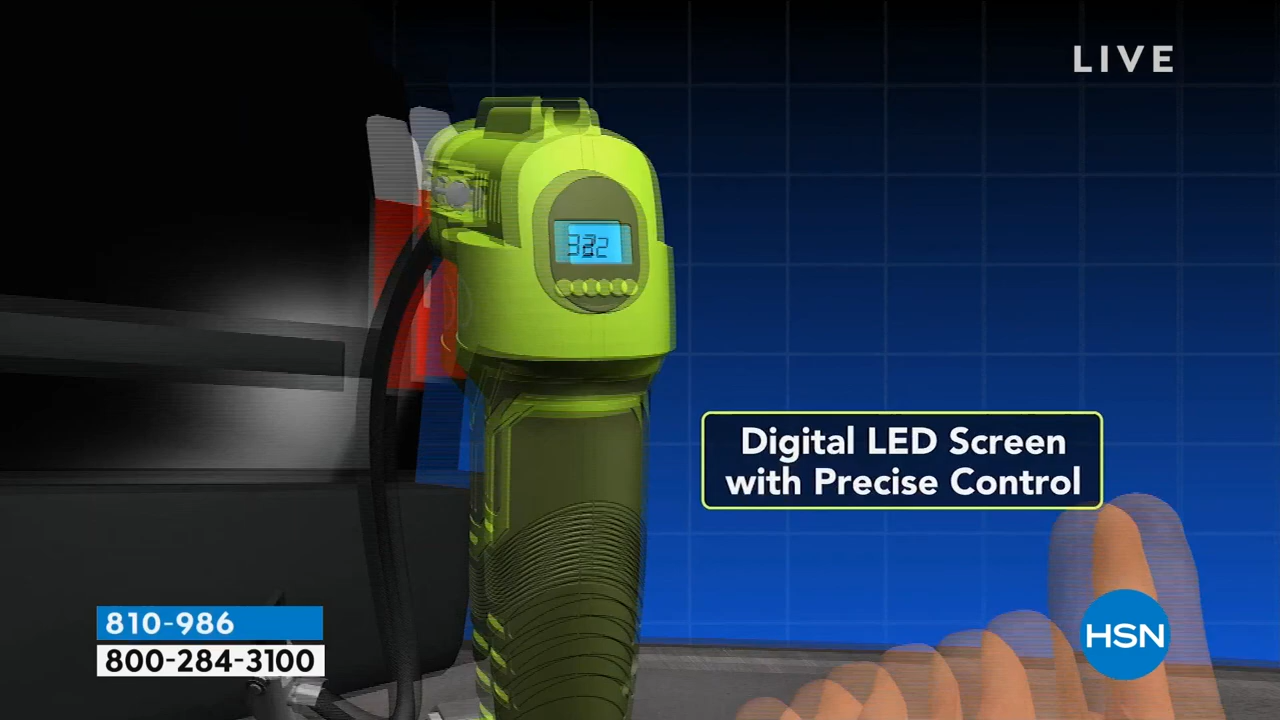 LIVE
Digital LED Screen
with Precise Control
810-986
800-284-3100
HSN